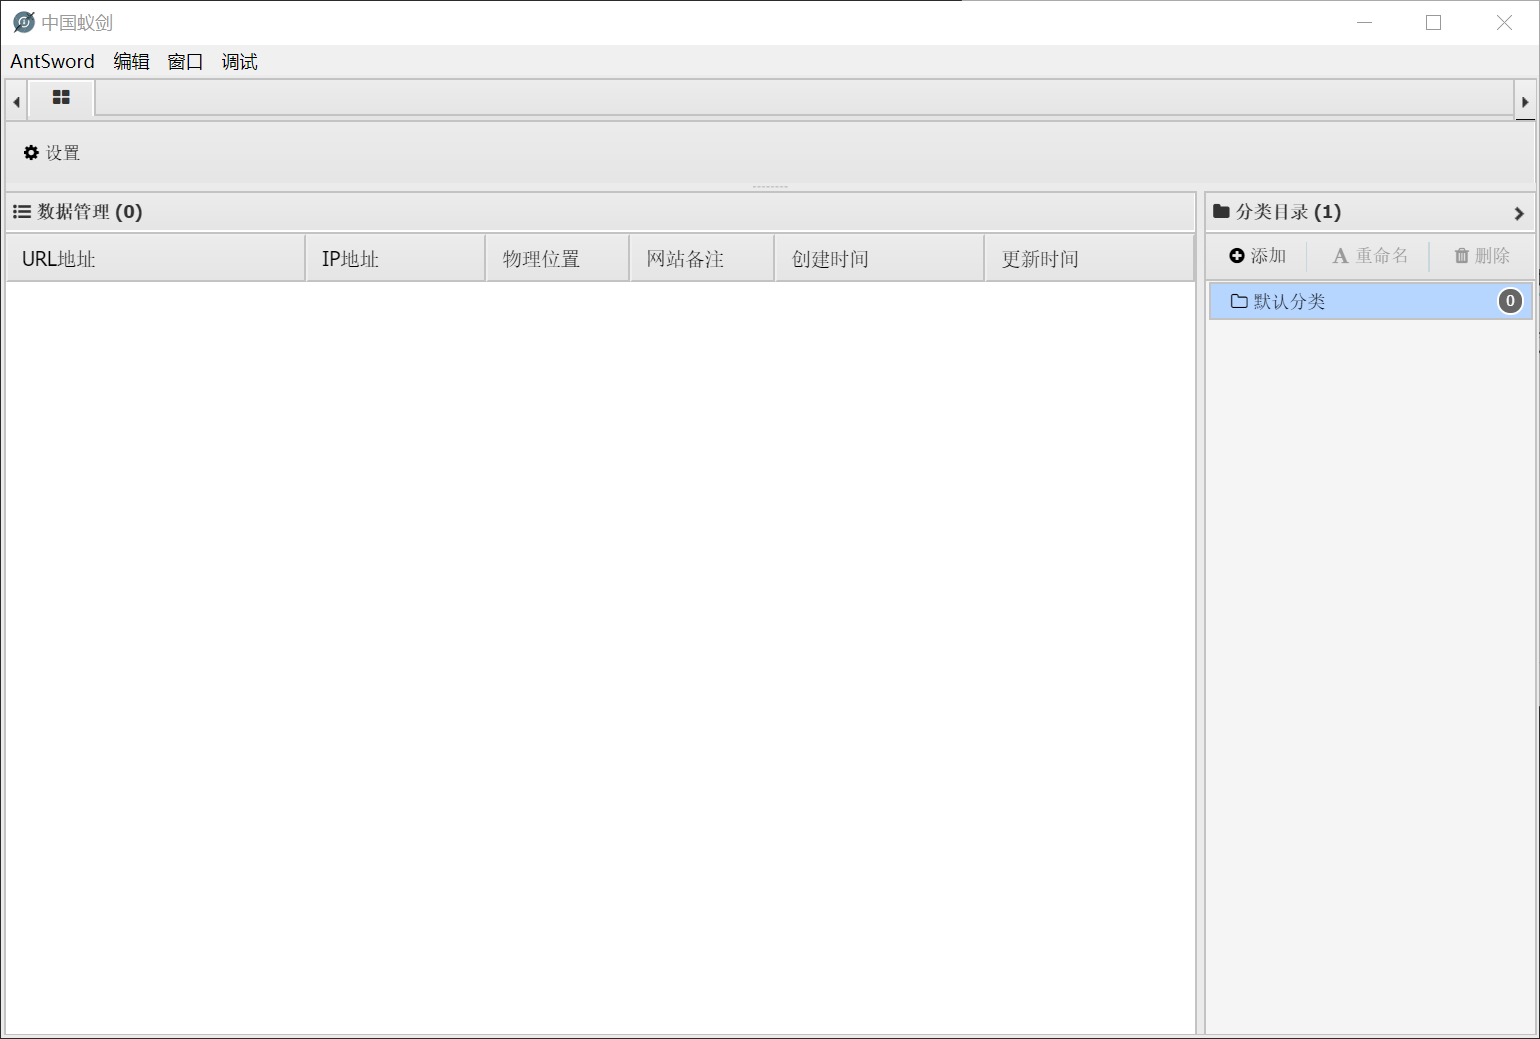 中国蚁剑
AntSword 编辑 窗口 调试
设置
数据管理 (0)
URL地址 IP地址 物理位置 网站备注 创建时间 更新时间
分类目录 (1)
添加 重命名 删除
默认分类 0